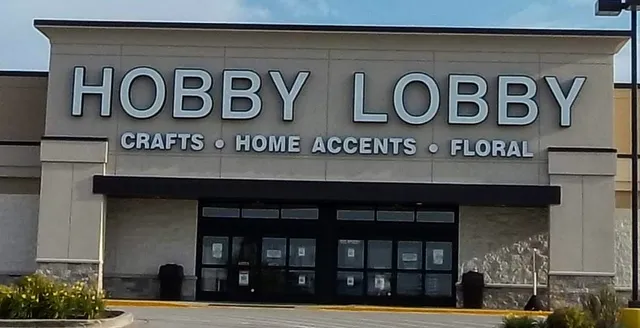 HOBBY LOBBY
CRAFTS • HOME ACCENTS • FLORAL